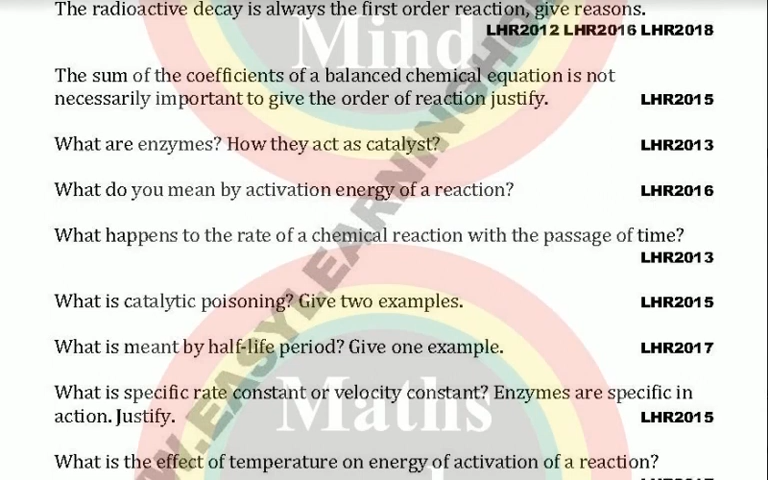 The radioactive decay is always the first order reaction, give reasons.
LHR2012 LHR2016 LHR2018
The sum of the coefficients of a balanced chemical equation is not
necessarily important to give the order of reaction justify. LHR2015
What are enzymes? How they act as catalyst? LHR2013
What do you mean by activation energy of a reaction? LHR2016
What happens to the rate of a chemical reaction with the passage of time?
LHR2013
What is catalytic poisoning? Give two examples. LHR2015
What is meant by half-life period? Give one example. LHR2017
What is specific rate constant or velocity constant? Enzymes are specific in
action. Justify. LHR2015
What is the effect of temperature on energy of activation of a reaction?
Mind
Maths